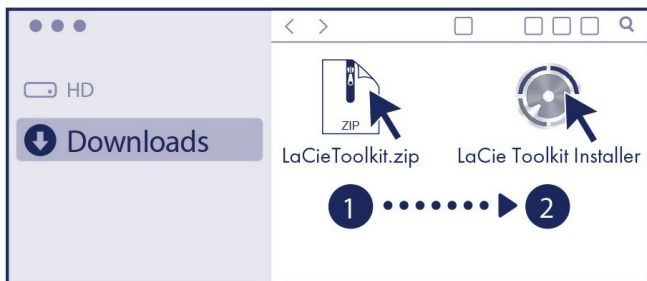 HD
Downloads
ZIP
LaCieToolkit.zip
LaCie Toolkit Installer
1
2